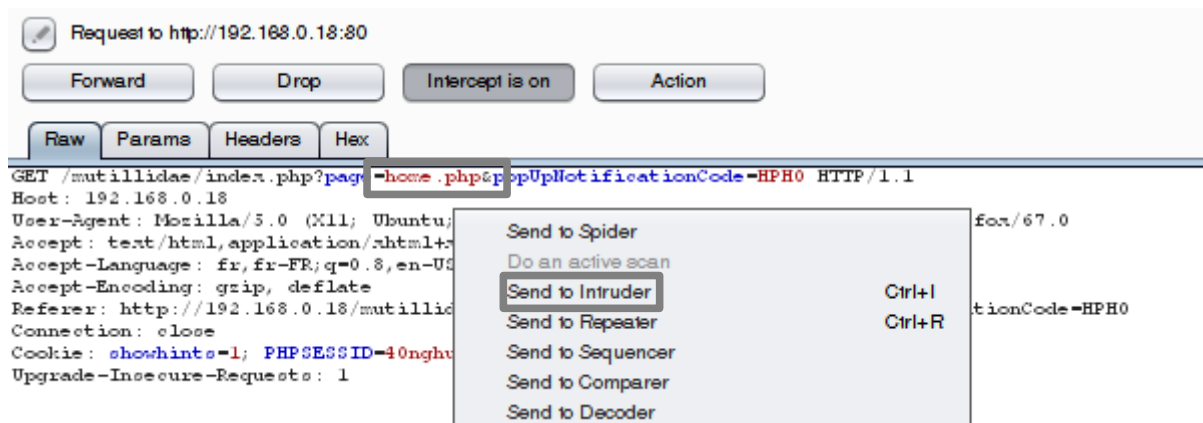 Request to http://192.168.0.18:80
Forward Drop Intercept is on Action
Raw Params Headers Hex
GET /mutillidae/index.php?page=home.php&popUpNotificationCode=HPH0 HTTP/1.1
Host: 192.168.0.18
User-Agent: Mozilla/5.0 (X11; Ubuntu; fox/67.0
Accept: text/html,application/xhtml+x
Accept-Language: fr,fr-FR;q=0.8,en-US
Accept-Encoding: gzip, deflate
Referer: http://192.168.0.18/mutillid tionCode=HPH0
Connection: close
Cookie: showhints=1; PHPSESSID=40nghu
Upgrade-Insecure-Requests: 1
Send to Spider
Do an active scan
Send to Intruder Ctrl+I
Send to Repeater Ctrl+R
Send to Sequencer
Send to Comparer
Send to Decoder